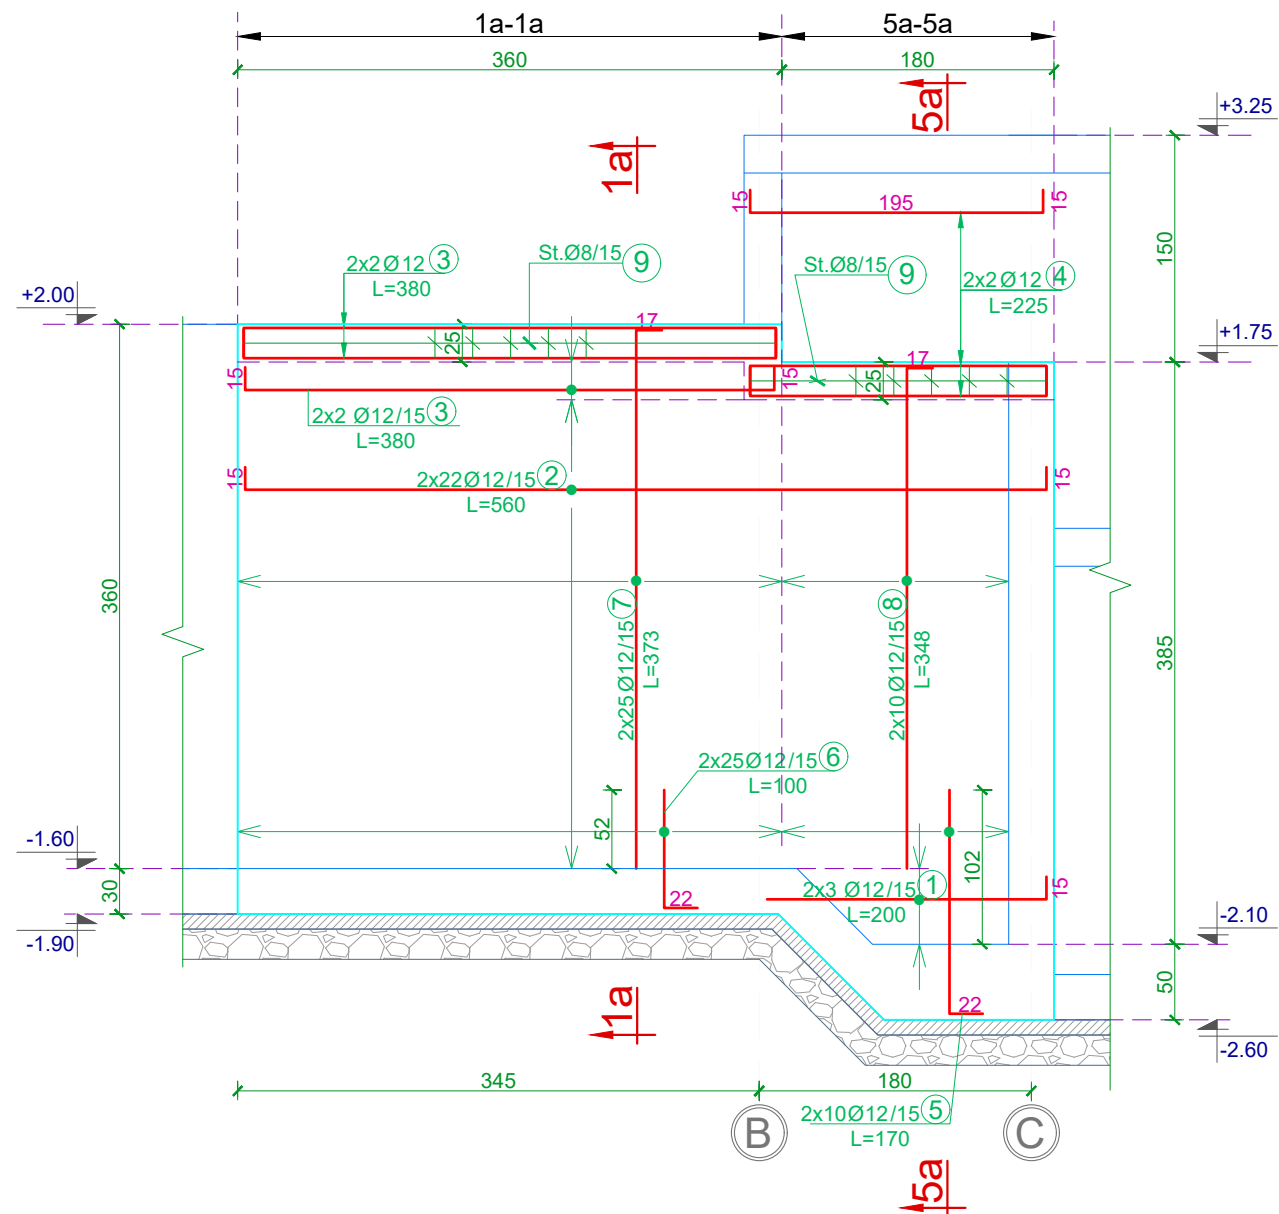 1a-1a
5a-5a
360
180
5a
+3.25
1a
15
195
15
2x2Ø12 3
L=380
St.Ø8/15 9
St.Ø8/15 9
2x2Ø12 4
L=225
150
+2.00
+1.75
17
25
15
15
17
25
2x2 Ø12/15 3
L=380
15
2x22Ø12/15 2
L=560
15
360
2x25Ø12/15 7
L=373
2x10Ø12/15 8
L=348
385
2x25Ø12/15 6
L=100
52
102
-1.60
30
22
2x3 Ø12/15 1
L=200
15
-1.90
-2.10
50
22
-2.60
1a
345
180
B
C
2x10Ø12/15 5
L=170
5a